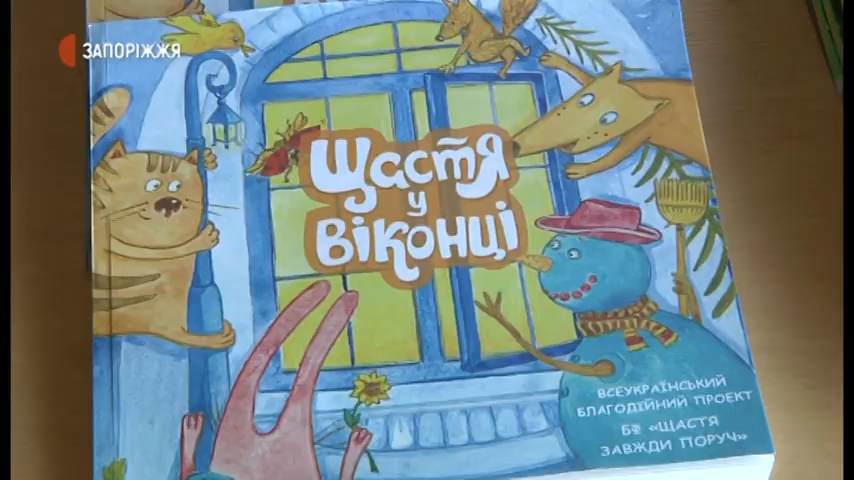 ЗАПОРІЖЖЯ
Щастя
у
віконці
ВСЕУКРАЇНСЬКИЙ
БЛАГОДІЙНИЙ ПРОЕКТ
БФ «ЩАСТЯ
ЗАВЖДИ ПОРУЧ»